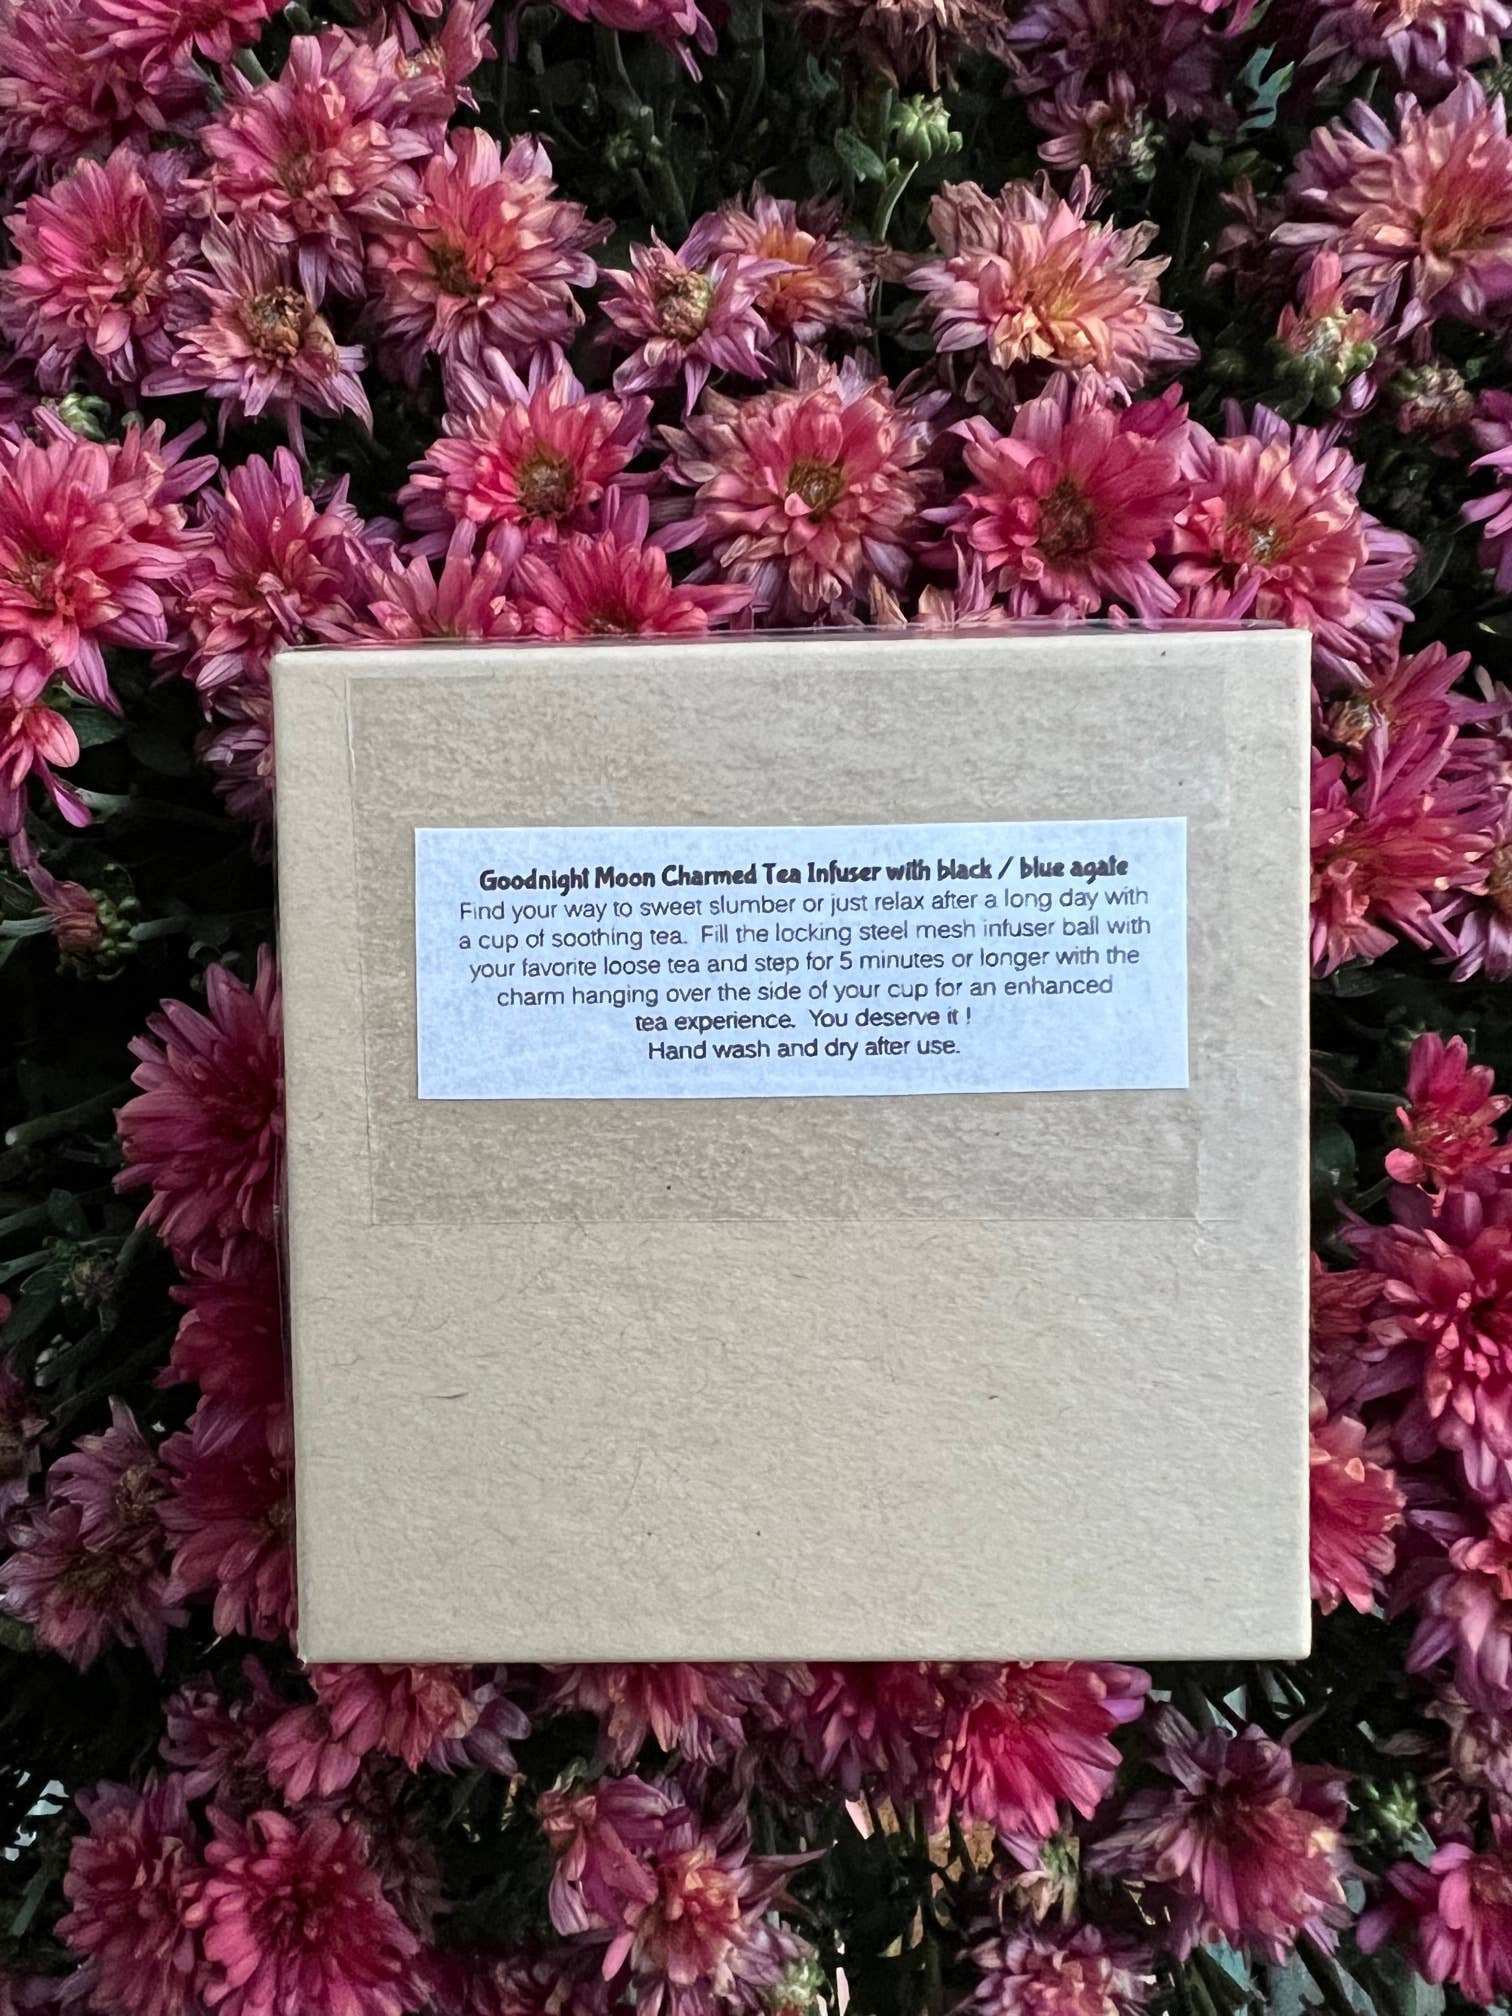 Goodnight Moon Charmed Tea Infuser with black / blue agate
Find your way to sweet slumber or just relax after a long day with
a cup of soothing tea. Fill the locking steel mesh infuser ball with
your favorite loose tea and step for 5 minutes or longer with the
charm hanging over the side of your cup for an enhanced
tea experience. You deserve it !
Hand wash and dry after use.